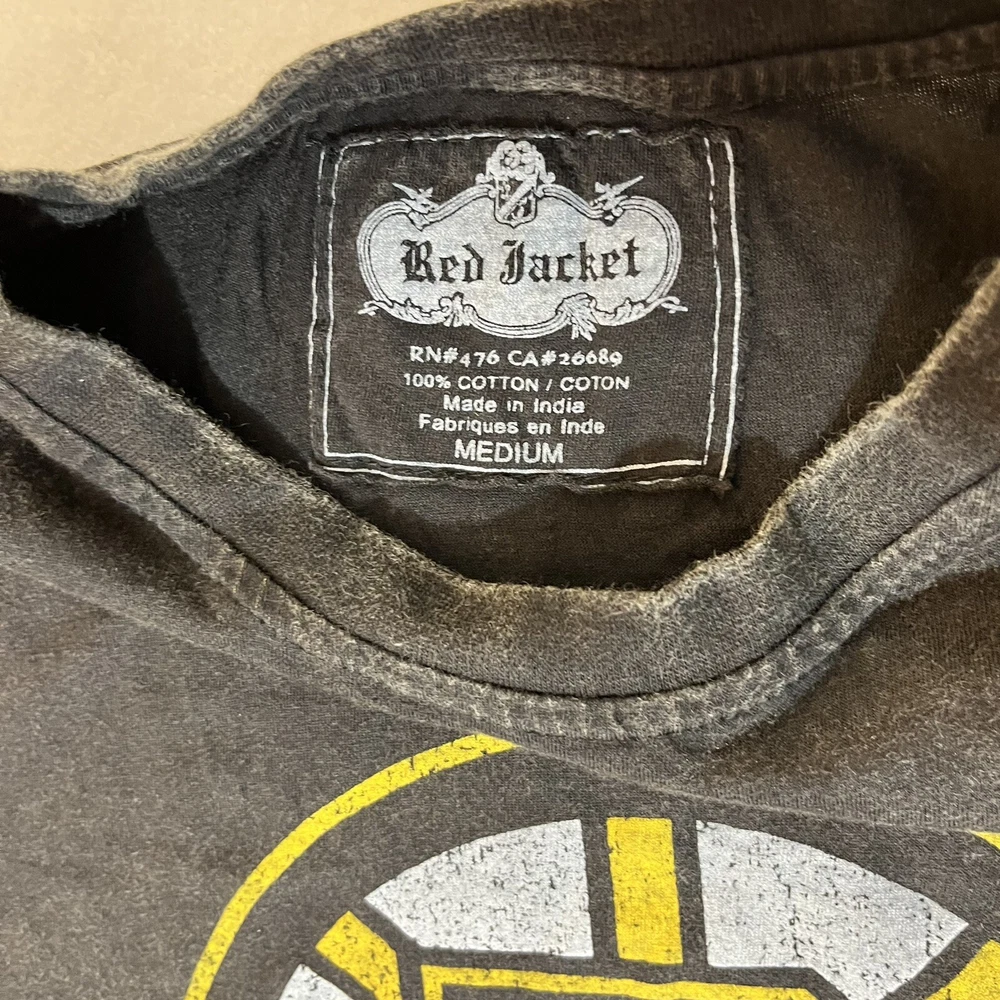 Red Jacket
RN#476 CA#26689
100% COTTON / COTON
Made in India
Fabriques en Inde
MEDIUM